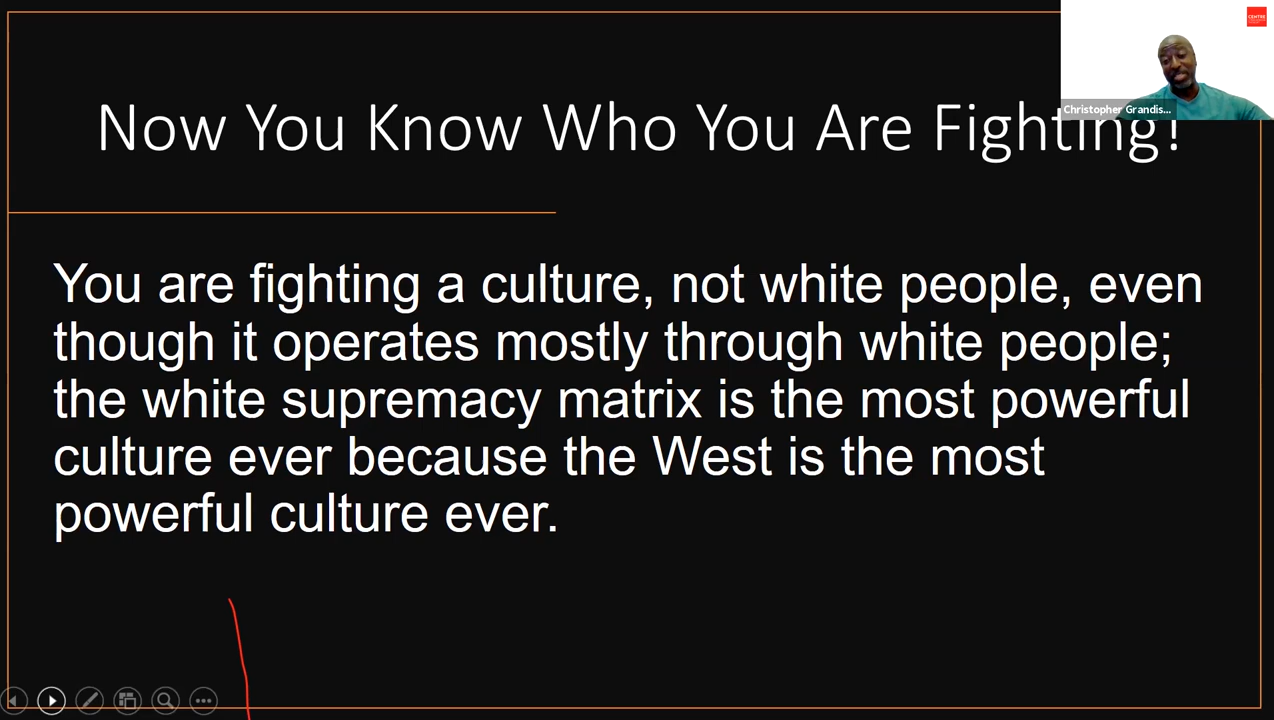 CENTRE
Now You Know Who You Are Fighting!
Christopher Grandis...
You are fighting a culture, not white people, even
though it operates mostly through white people;
the white supremacy matrix is the most powerful
culture ever because the West is the most
powerful culture ever.